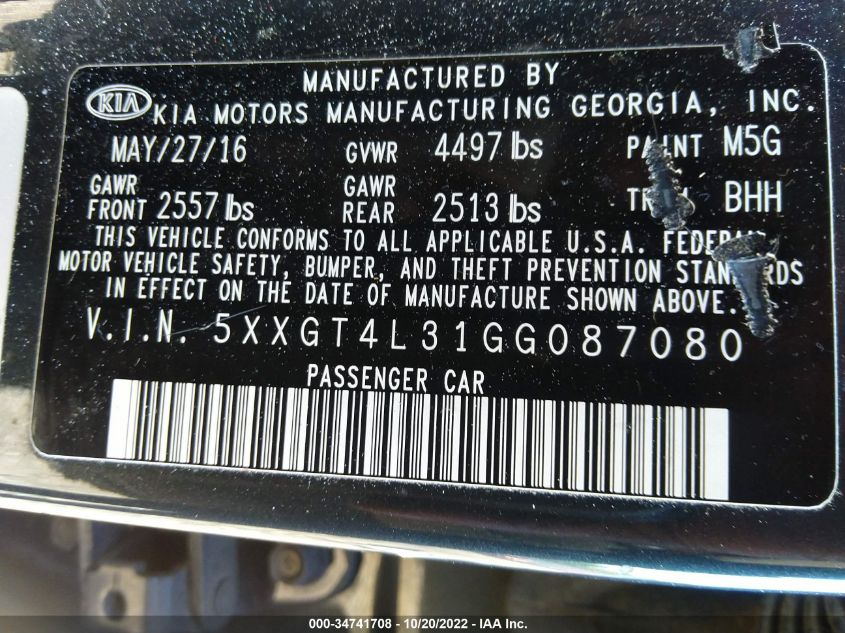 MANUFACTURED BY
KIA KIA MOTORS MANUFACTURING GEORGIA, INC.
MAY/27/16 GVWR 4497 lbs PAINT M5G
GAWR FRONT 2557 lbs GAWR REAR 2513 lbs BHH
THIS VEHICLE CONFORMS TO ALL APPLICABLE U.S.A. FEDERAL
MOTOR VEHICLE SAFETY, BUMPER, AND THEFT PREVENTION STANDARDS
IN EFFECT ON THE DATE OF MANUFACTURE SHOWN ABOVE.
V.I.N. 5XXGT4L31GG087080
PASSENGER CAR
000-34741708 | 10/20/2022 - IAA Inc.